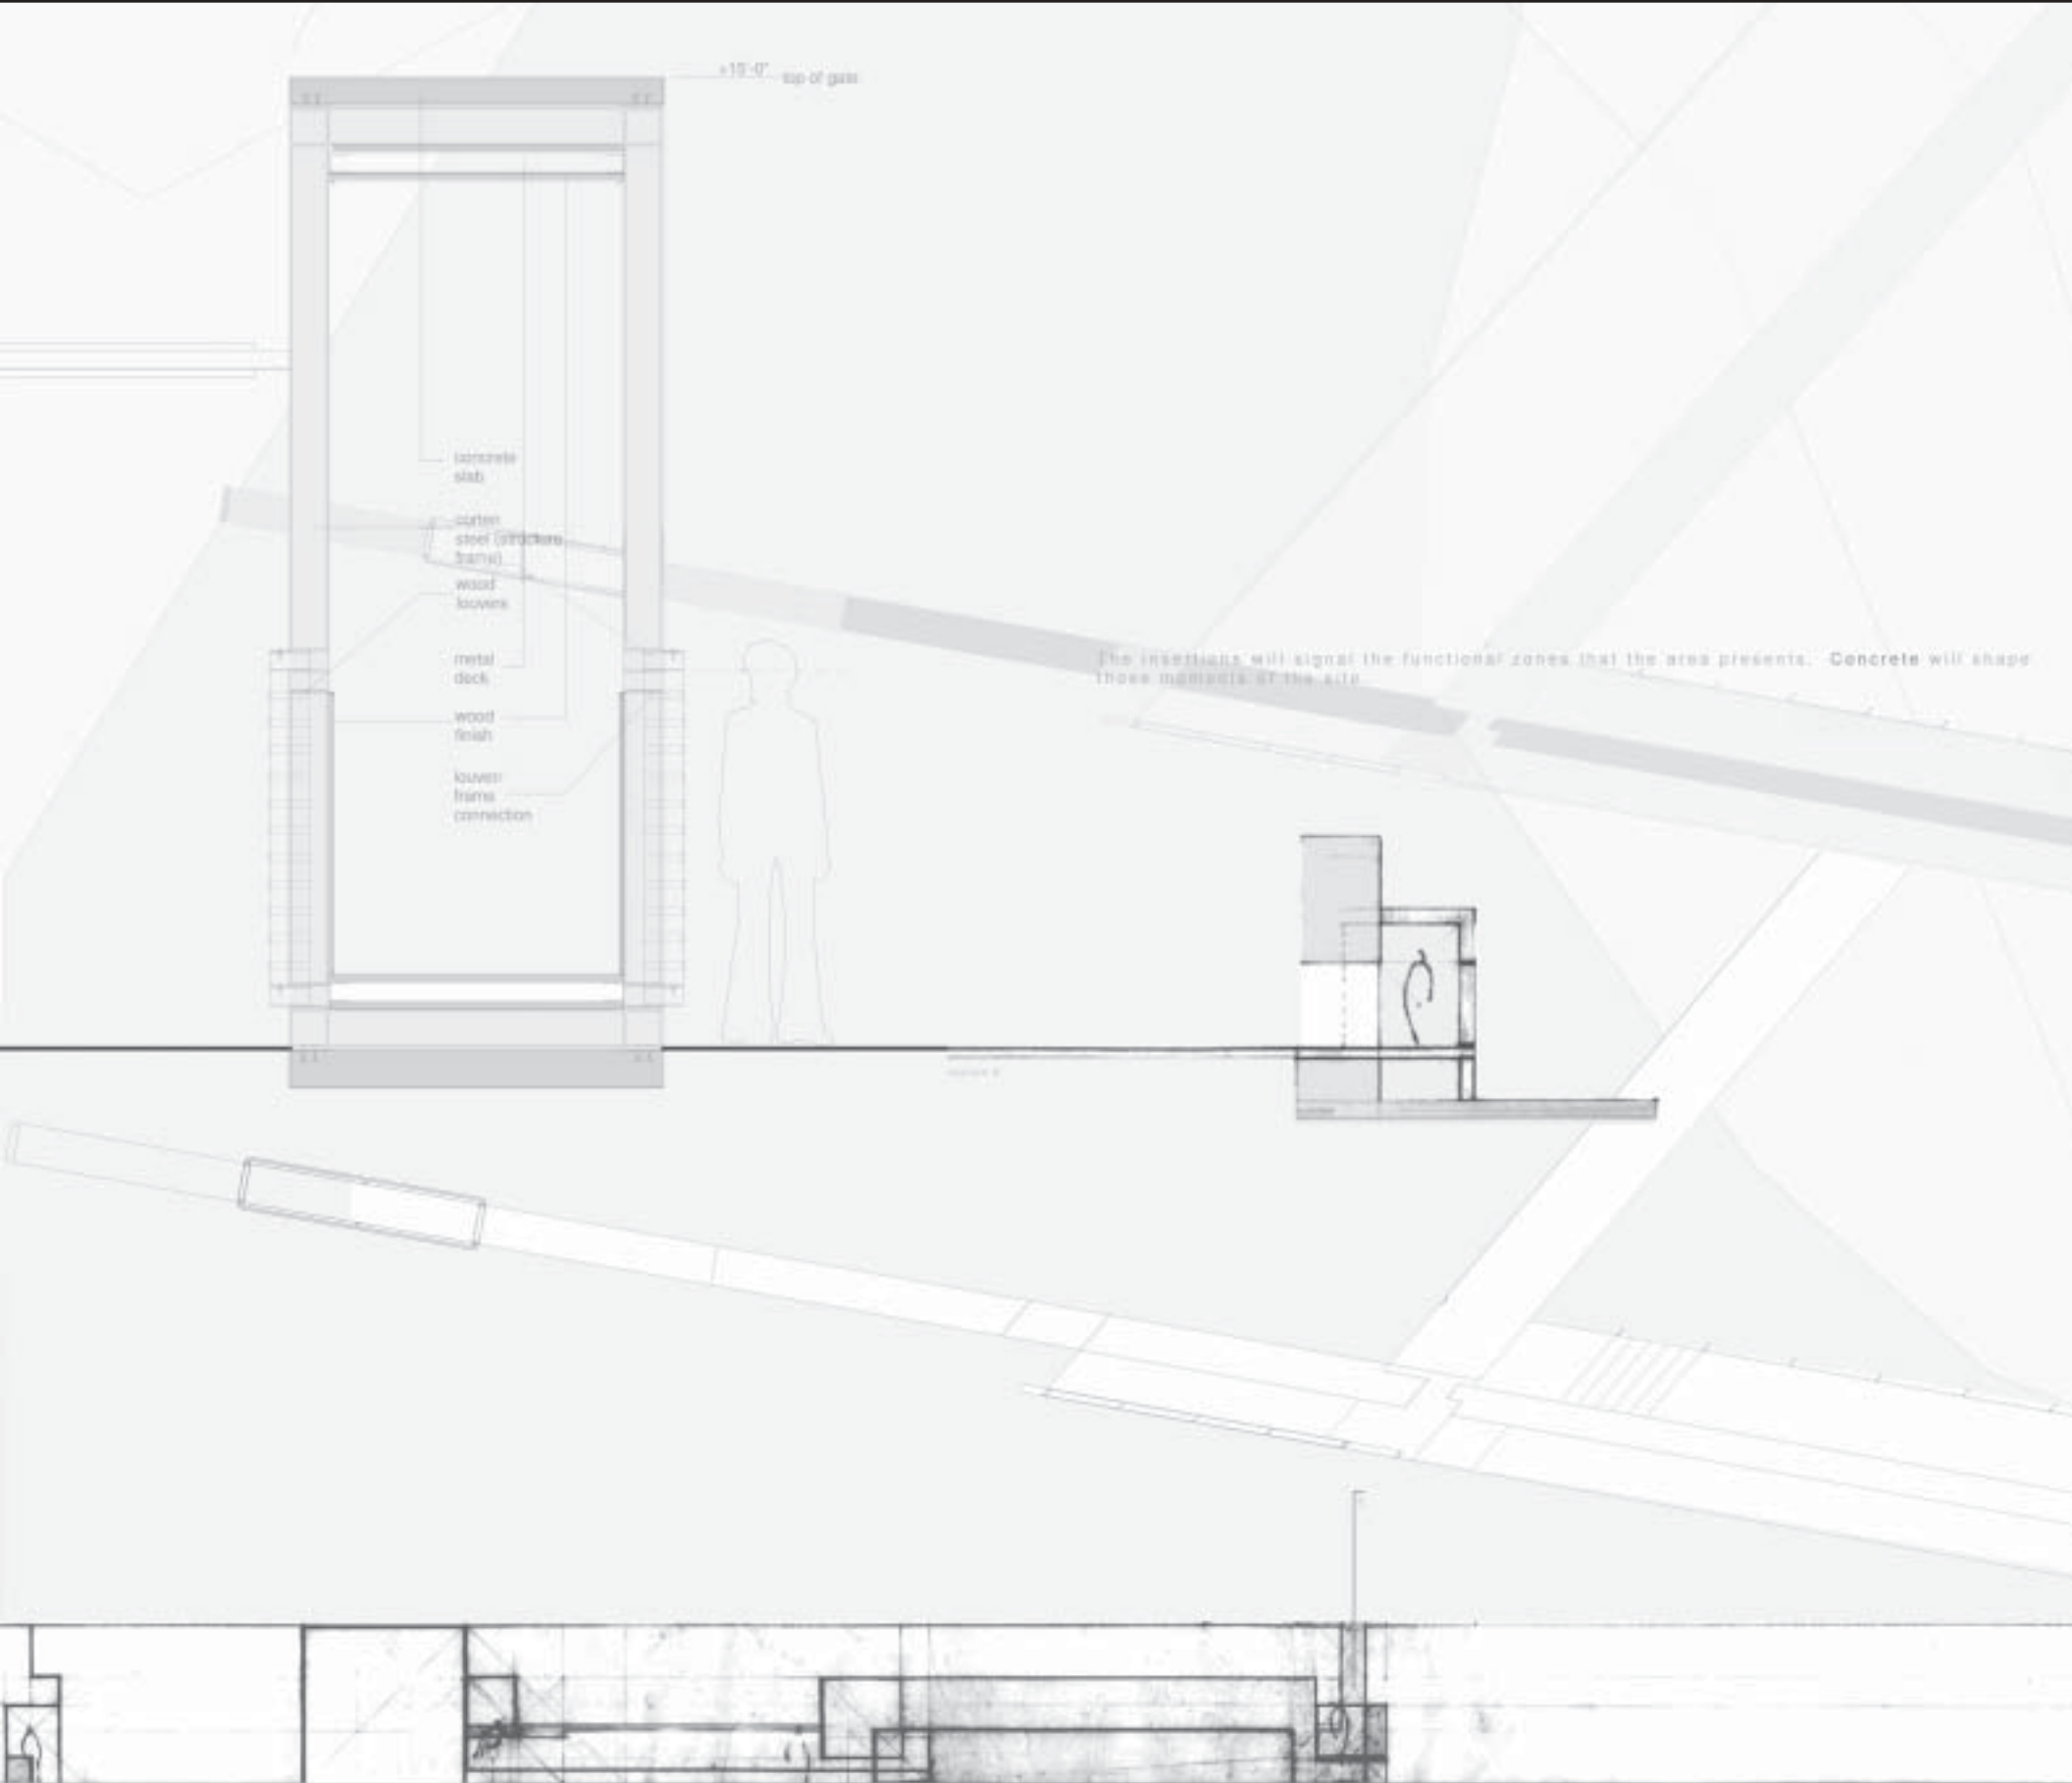 +15'-0" top of gate
concrete
slab
corten
steel (structure
frame)
wood
louvers
metal
deck
wood
finish
louver
frame
connection
The insertions will signal the functional zones that the area presents. Concrete will shape
those moments of the site